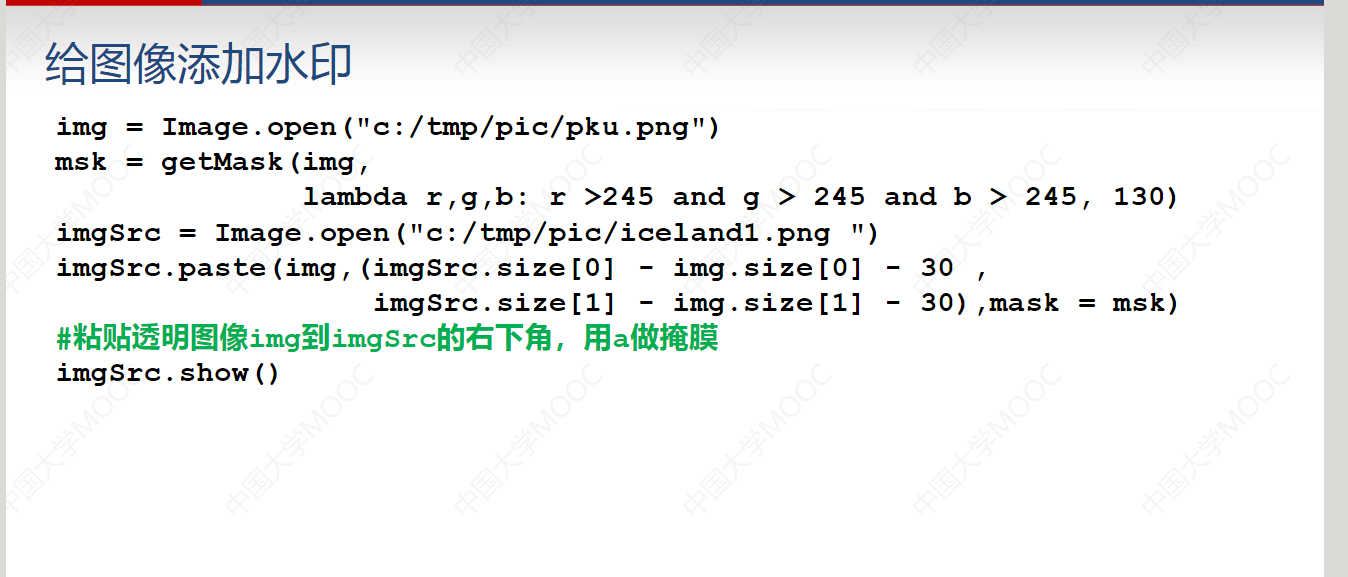 给图像添加水印
img = Image.open("c:/tmp/pic/pku.png")
msk = getMask(img,
lambda r,g,b: r >245 and g > 245 and b > 245, 130)
imgSrc = Image.open("c:/tmp/pic/iceland1.png ")
imgSrc.paste(img,(imgSrc.size[0] - img.size[0] - 30 ,
imgSrc.size[1] - img.size[1] - 30),mask = msk)
#粘贴透明图像img到imgSrc的右下角，用a做掩膜
imgSrc.show()
中国大学MOOC